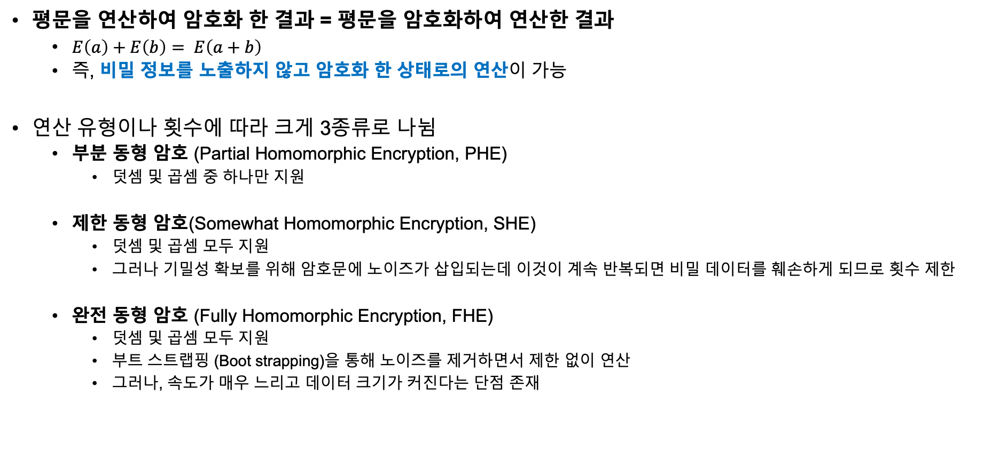 • 평문을 연산하여 암호화 한 결과 = 평문을 암호화하여 연산한 결과
• E(a) + E(b) = E(a + b)
• 즉, 비밀 정보를 노출하지 않고 암호화 한 상태로의 연산이 가능
• 연산 유형이나 횟수에 따라 크게 3종류로 나뉨
• 부분 동형 암호 (Partial Homomorphic Encryption, PHE)
• 덧셈 및 곱셈 중 하나만 지원
• 제한 동형 암호(Somewhat Homomorphic Encryption, SHE)
• 덧셈 및 곱셈 모두 지원
• 그러나 기밀성 확보를 위해 암호문에 노이즈가 삽입되는데 이것이 계속 반복되면 비밀 데이터를 훼손하게 되므로 횟수 제한
• 완전 동형 암호 (Fully Homomorphic Encryption, FHE)
• 덧셈 및 곱셈 모두 지원
• 부트 스트랩핑 (Boot strapping)을 통해 노이즈를 제거하면서 제한 없이 연산
• 그러나, 속도가 매우 느리고 데이터 크기가 커진다는 단점 존재